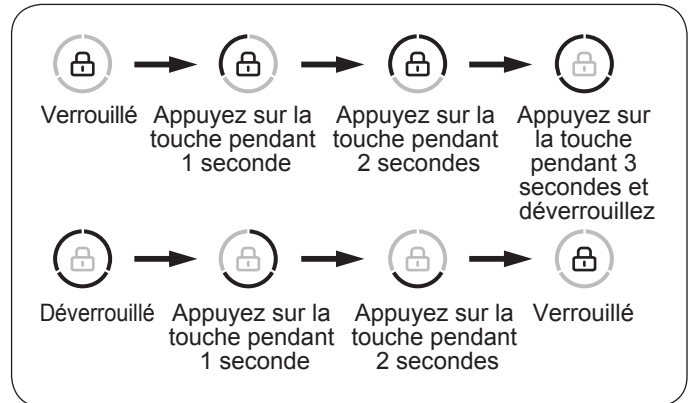 Verrouillé
Appuyez sur la
touche pendant
1 seconde
Appuyez sur la
touche pendant
2 secondes
Appuyez sur
la touche
pendant 3
secondes et
déverrouillez
Déverrouillé
Appuyez sur la
touche pendant
1 seconde
Appuyez sur la
touche pendant
2 secondes
Verrouillé